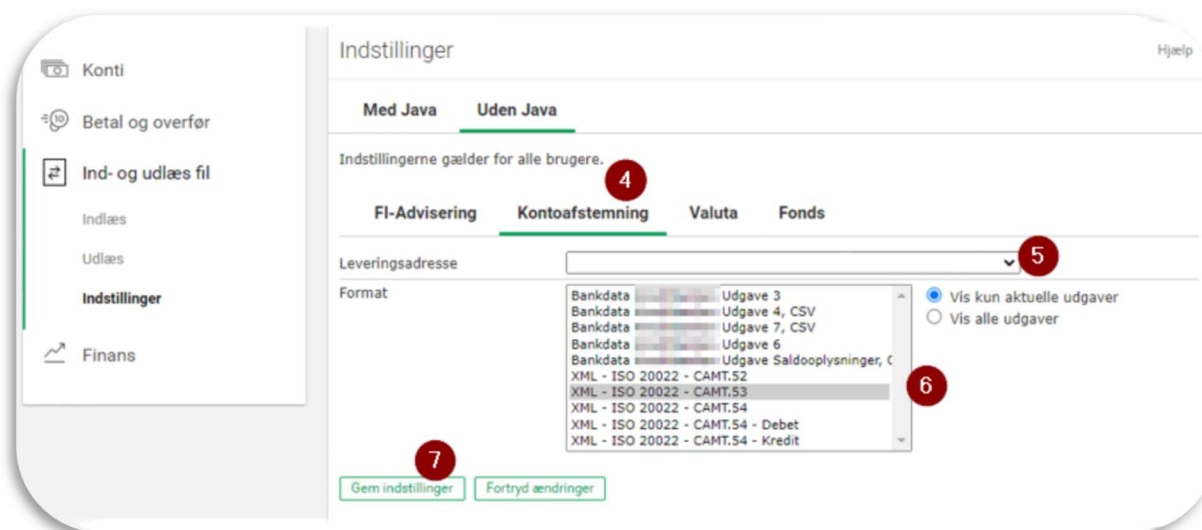 Indstillinger
Hjælp
Konti
Betal og overfør
Ind- og udlæs fil
Indlæs
Udlæs
Indstillinger
Finans
Med Java
Uden Java
Indstillingerne gælder for alle brugere.
4
FI-Advisering
Kontoafstemning
Valuta
Fonds
Leveringsadresse
5
Format
Bankdata Udgave 3
Bankdata Udgave 4, CSV
Bankdata Udgave 7, CSV
Bankdata Udgave 6
Bankdata Udgave Saldooplysninger,
XML - ISO 20022 - CAMT.52
XML - ISO 20022 - CAMT.53
XML - ISO 20022 - CAMT.54
XML - ISO 20022 - CAMT.54 - Debet
XML - ISO 20022 - CAMT.54 - Kredit
Vis kun aktuelle udgaver
Vis alle udgaver
6
7
Gem indstillinger
Fortryd ændringer